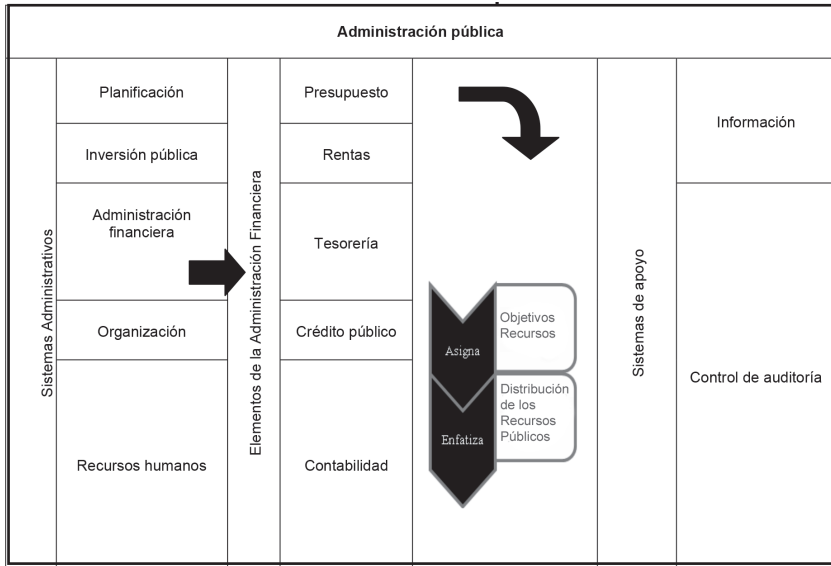 Administración pública
Sistemas Administrativos
Planificación
Inversión pública
Administración
financiera
Organización
Recursos humanos
Elementos de la Administración Financiera
Presupuesto
Rentas
Tesorería
Crédito público
Contabilidad
Asigna
Objetivos
Recursos
Enfatiza
Distribución
de los
Recursos
Públicos
Sistemas de apoyo
Información
Control de auditoría